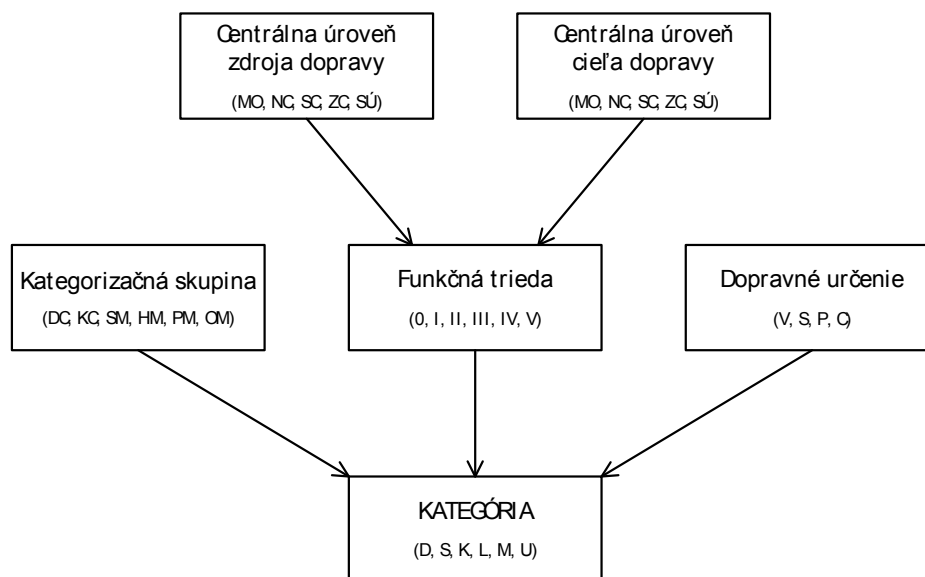 Centrálna úroveň
zdroja dopravy
(MO, NC, SC, ZC, SÚ)
Centrálna úroveň
cieľa dopravy
(MO, NC, SC, ZC, SÚ)
Kategorizačná skupina
(DC, KC, SM, HM, PM, OM)
Funkčná trieda
(0, I, II, III, IV, V)
Dopravné určenie
(V, S, P, C)
KATEGÓRIA
(D, S, K, L, M, U)